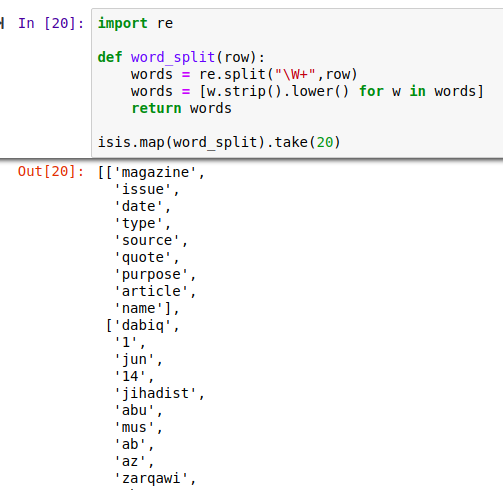 In [20]: import re
def word_split(row):
words = re.split("\W+",row)
words = [w.strip().lower() for w in words]
return words
isis.map(word_split).take(20)
Out[20]: [['magazine',
'issue',
'date',
'type',
'source',
'quote',
'purpose',
'article',
'name'],
['dabiq',
'1',
'jun',
'14',
'jihadist',
'abu',
'mus',
'ab',
'az',
'zarqawi',